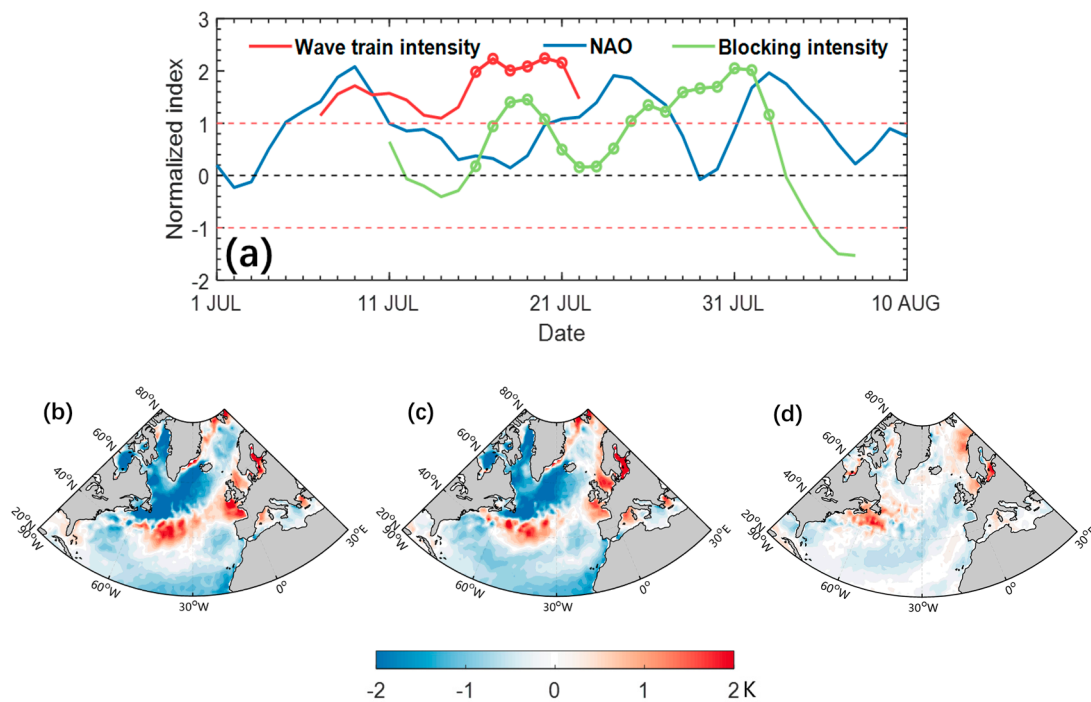 3
2
1
0
-1
-2
Normalized index
Wave train intensity NAO Blocking intensity
(a)
1 JUL 11 JUL 21 JUL 31 JUL 10 AUG
Date
(b) 80°N 60°N 40°N 20°N 90°W 60°W 30°W 0° 30°E
(c) 80°N 60°N 40°N 20°N 90°W 60°W 30°W 0° 30°E
(d) 80°N 60°N 40°N 20°N 90°W 60°W 30°W 0° 30°E
-2 -1 0 1 2 K